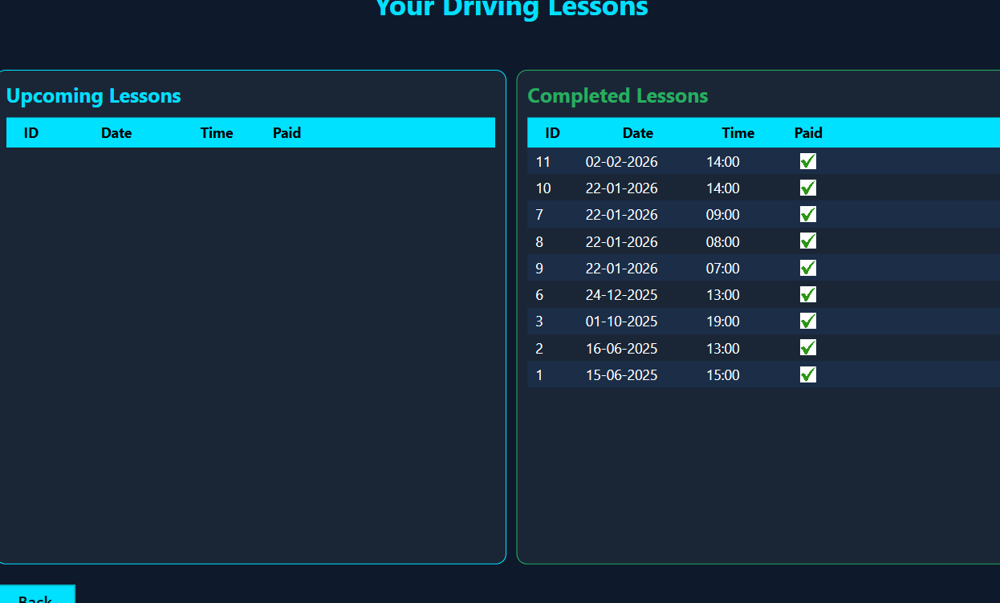 Your Driving Lessons
Upcoming Lessons
ID Date Time Paid
Completed Lessons
ID Date Time Paid
11 02-02-2026 14:00
10 22-01-2026 14:00
7 22-01-2026 09:00
8 22-01-2026 08:00
9 22-01-2026 07:00
6 24-12-2025 13:00
3 01-10-2025 19:00
2 16-06-2025 13:00
1 15-06-2025 15:00
Back